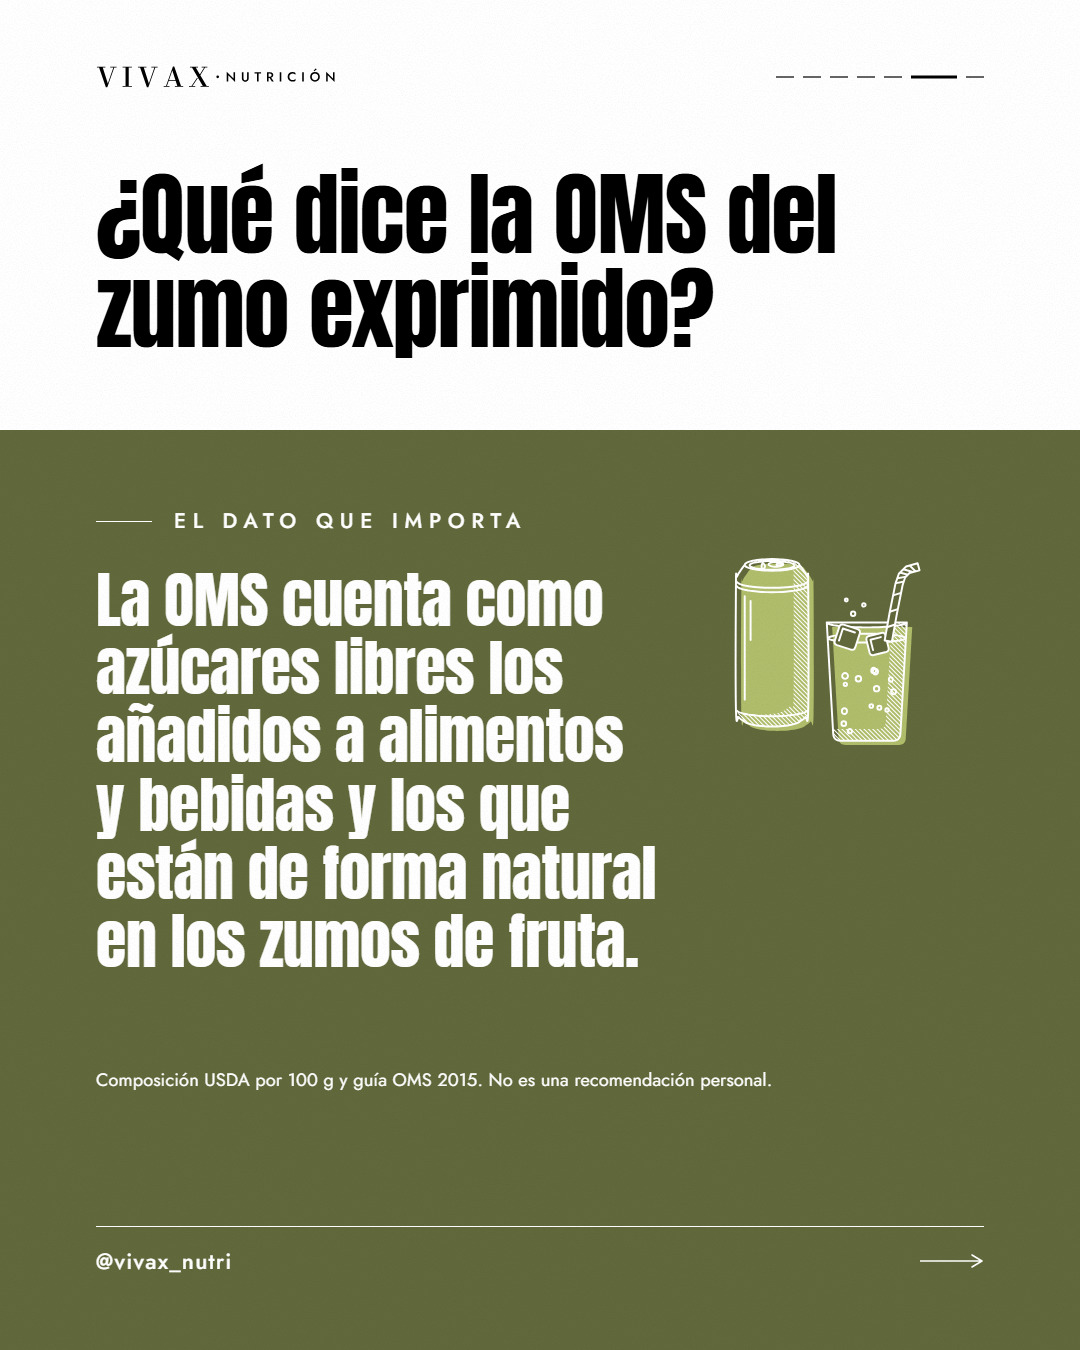 VIVAX · NUTRICIÓN
¿Qué dice la OMS del
zumo exprimido?
EL DATO QUE IMPORTA
La OMS cuenta como
azúcares libres los
añadidos a alimentos
y bebidas y los que
están de forma natural
en los zumos de fruta.
Composición USDA por 100 g y guía OMS 2015. No es una recomendación personal.
@vivax_nutri